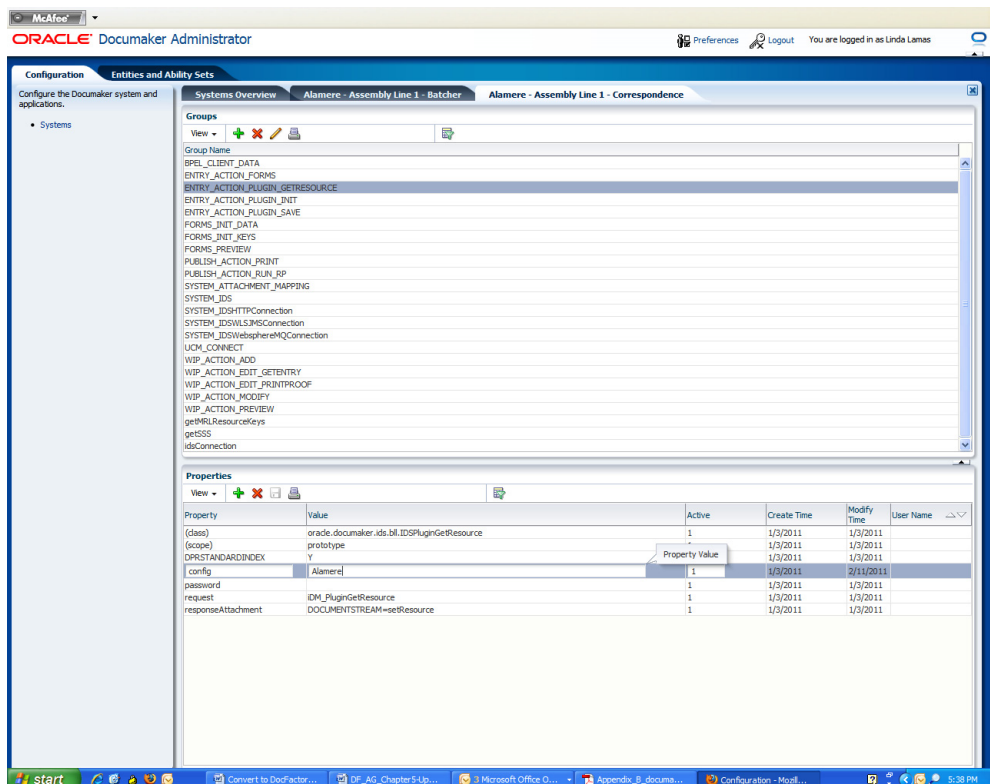 McAfee
ORACLE Documaker Administrator
Preferences Logout You are logged in as Linda Lamas
Configuration Entities and Ability Sets
Configure the Documaker system and applications.
Systems
Systems Overview Alamere - Assembly Line 1 - Batcher Alamere - Assembly Line 1 - Correspondence
Groups
View
Group Name
BPEL_CLIENT_DATA
ENTRY_ACTION_FORMS
ENTRY_ACTION_PLUGIN_GETRESOURCE
ENTRY_ACTION_PLUGIN_INIT
ENTRY_ACTION_PLUGIN_SAVE
FORMS_INIT_DATA
FORMS_INIT_KEYS
FORMS_PREVIEW
PUBLISH_ACTION_PRINT
PUBLISH_ACTION_RUN_RP
SYSTEM_ATTACHMENT_MAPPING
SYSTEM_IDS
SYSTEM_IDSHTTPConnection
SYSTEM_IDSWLSJMSConnection
SYSTEM_IDSWebsphereMQConnection
UCM_CONNECT
WIP_ACTION_ADD
WIP_ACTION_EDIT_GETENTRY
WIP_ACTION_EDIT_PRINTPROOF
WIP_ACTION_MODIFY
WIP_ACTION_PREVIEW
getMRLResourceKeys
getSSS
idsConnection
Properties
View
Property Value Active Create Time Modify Time User Name
(class) oracle.documaker.ids.bll.IDSPluginGetResource 1 1/3/2011 1/3/2011
(scope) prototype 1/3/2011 1/3/2011
DPRSTANDARDINDEX Y 1/3/2011 1/3/2011
Property Value
config Alamere 1 1/3/2011 2/11/2011
password 1 1/3/2011 1/3/2011
request iDM_PluginGetResource 1 1/3/2011 1/3/2011
responseAttachment DOCUMENTSTREAM=setResource 1 1/3/2011 1/3/2011
start Convert to DocFactor... DF_AG_Chapter5-Up... 3 Microsoft Office O... Appendix_B_documa... Configuration - Mozil... 5:38 PM